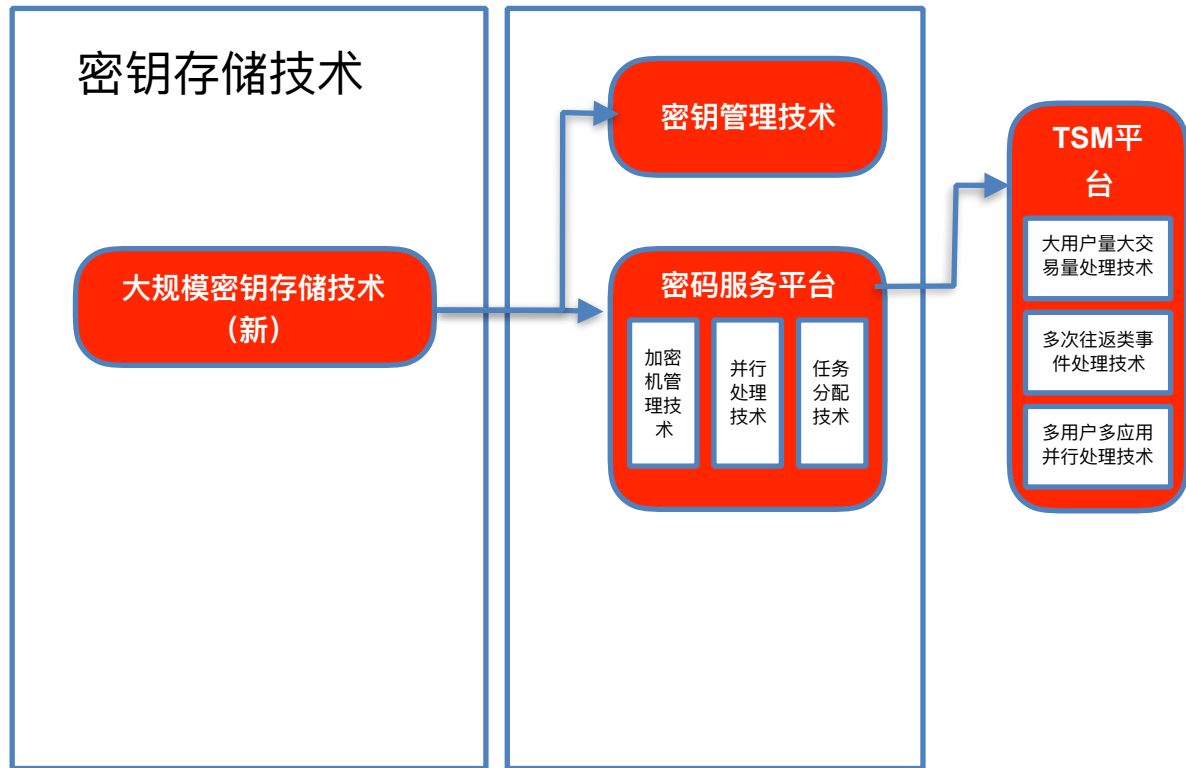 密钥存储技术
大规模密钥存储技术
（新）
密钥管理技术
密码服务平台
加密
机管
理技
术
并行
处理
技术
任务
分配
技术
TSM平
台
大用户量大交
易量处理技术
多次往返类事
件处理技术
多用户多应用
并行处理技术